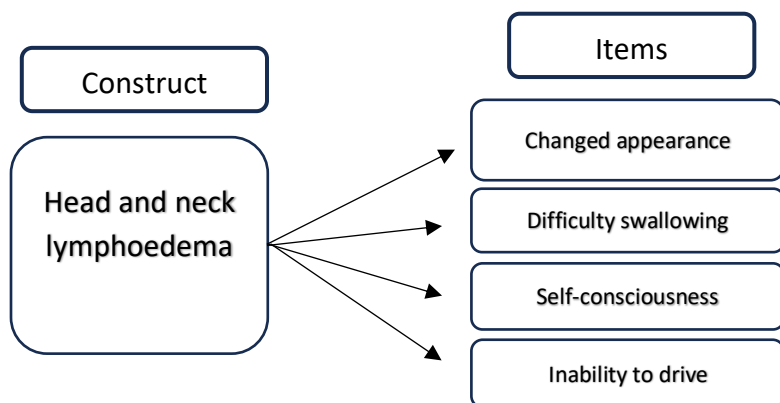 Construct
Items
Head and neck
lymphoedema
Changed appearance
Difficulty swallowing
Self-consciousness
Inability to drive